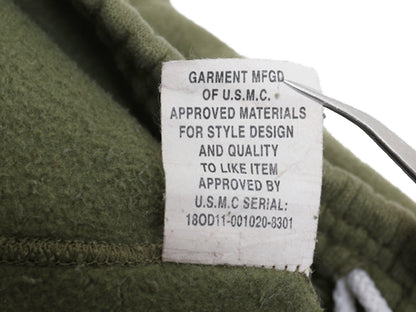 GARMENT MFGD
OF U.S.M.C.
APPROVED MATERIALS
FOR STYLE DESIGN
AND QUALITY
TO LIKE ITEM
APPROVED BY
U.S.M.C SERIAL:
18OD11-001020-8301